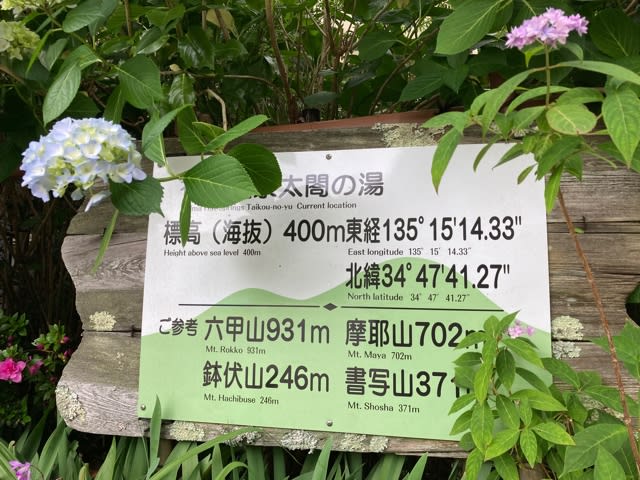 太閤の湯
Springs Taikou-no-yu Current location
標高（海抜）400m 東経135°15'14.33"
Height above sea level 400m East longitude 135° 15' 14.33"
北緯34°47'41.27"
North latitude 34° 47' 41.27"
ご参考 六甲山931m 摩耶山702m
Mt. Rokko 931m Mt. Maya 702m
鉢伏山246m 書写山371
Mt. Hachibuse 246m Mt. Shosha 371m